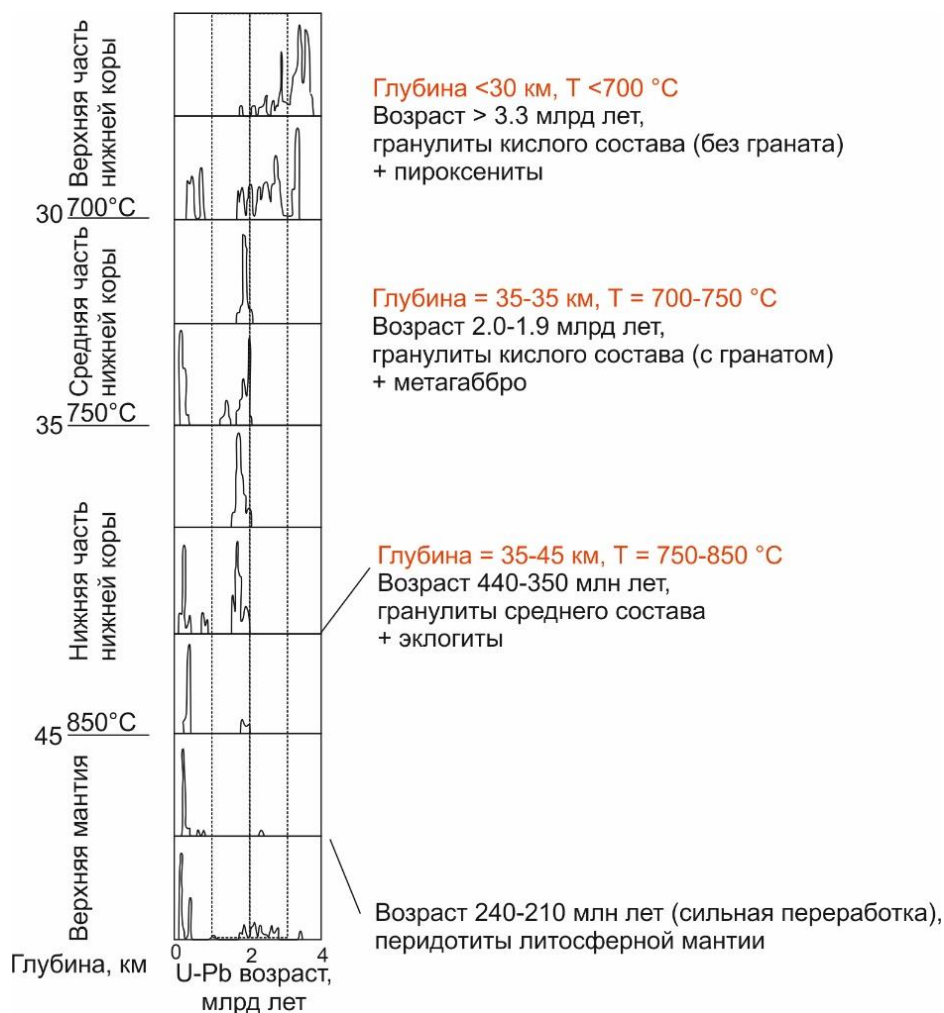 Верхняя часть
нижней коры
30 700°C
Средняя часть
нижней коры
35 750°C
Нижняя часть
нижней коры
45 850°C
Верхняя мантия
Глубина, км
0 2 4
U-Pb возраст,
млрд лет
Глубина <30 км, T <700 °C
Возраст > 3.3 млрд лет,
гранулиты кислого состава (без граната)
+ пироксениты
Глубина = 35-35 км, T = 700-750 °C
Возраст 2.0-1.9 млрд лет,
гранулиты кислого состава (с гранатом)
+ метагаббро
Глубина = 35-45 км, T = 750-850 °C
Возраст 440-350 млн лет,
гранулиты среднего состава
+ эклогиты
Возраст 240-210 млн лет (сильная переработка),
перидотиты литосферной мантии